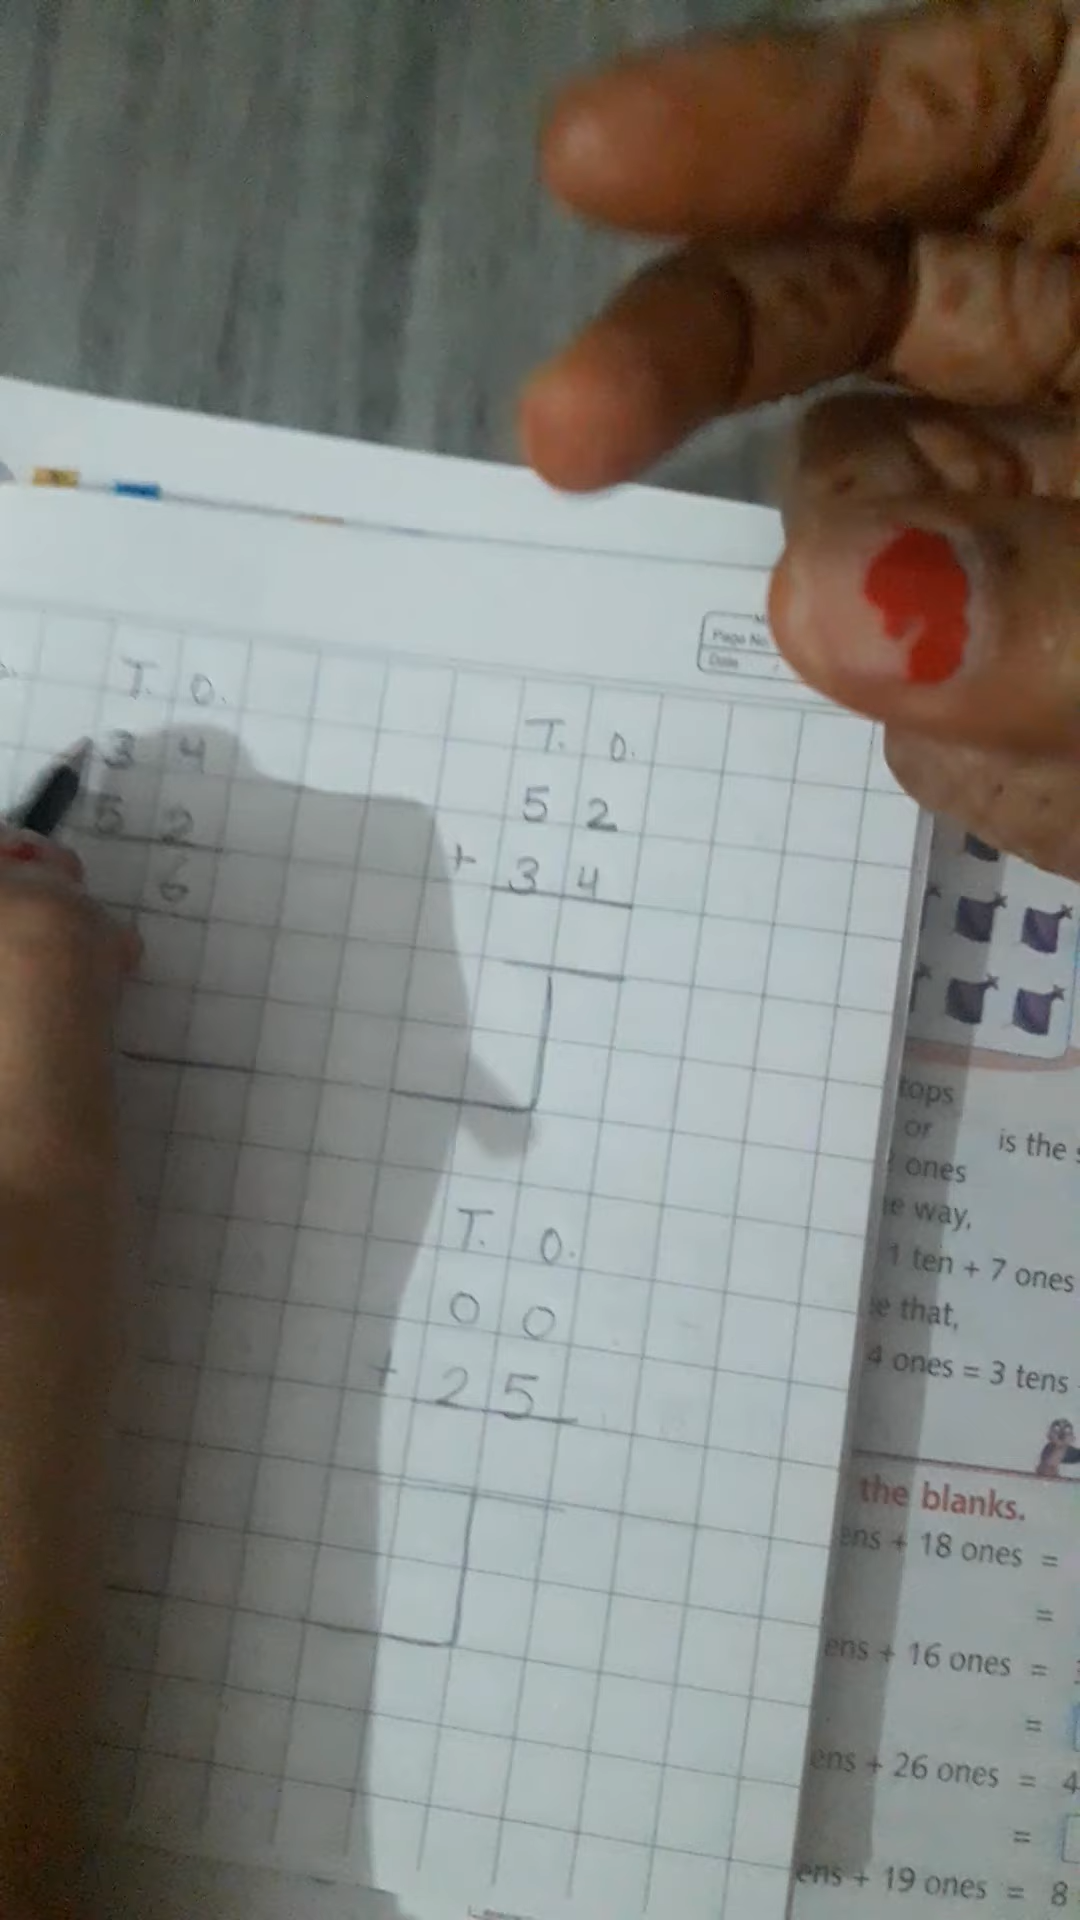 Page No.
Date
T. O.
3 4
5 2
6
T. O.
5 2
+ 3 4
T. O.
0 0
+ 2 5
tops
or
ones
is the
way,
1 ten + 7 ones
that,
4 ones = 3 tens
the blanks.
ens + 18 ones =
=
ens + 16 ones =
=
ens + 26 ones = 4
=
ens + 19 ones = 8